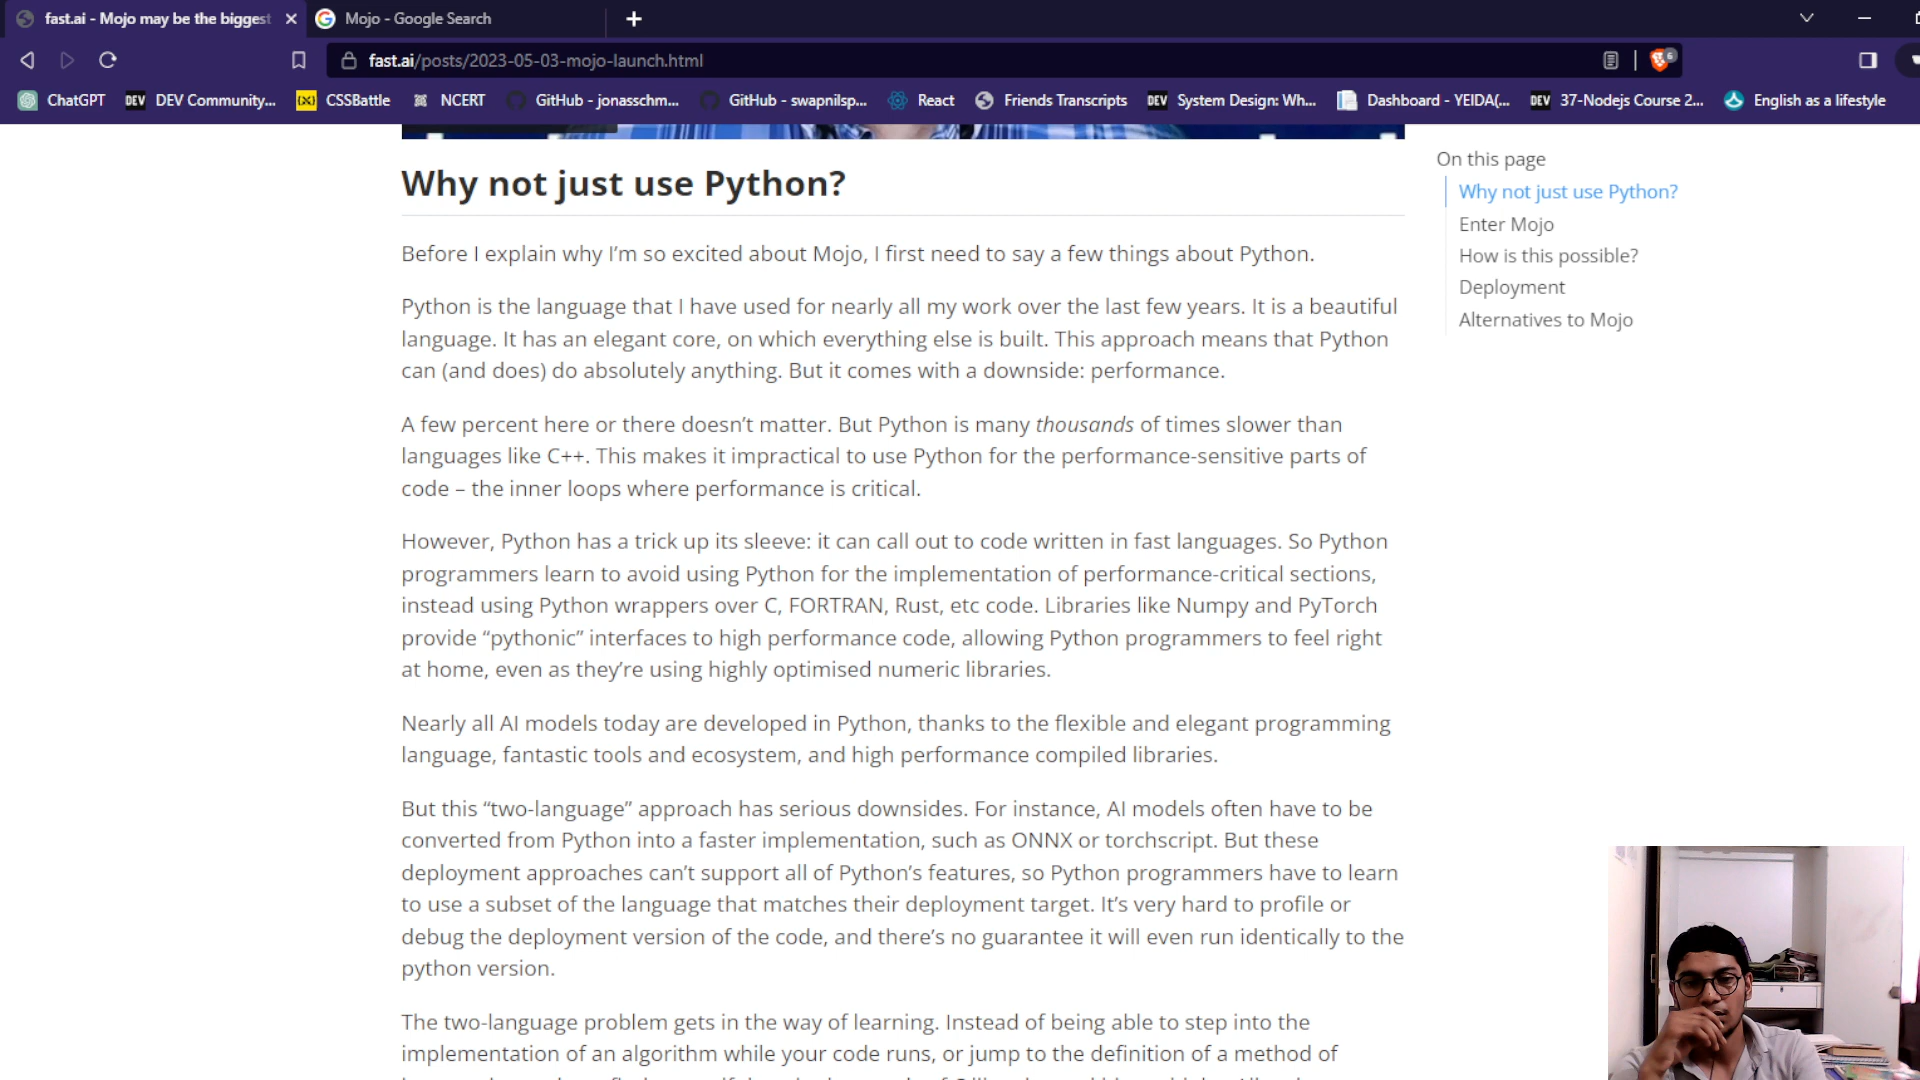 fast.ai - Mojo may be the biggest
Mojo - Google Search
fast.ai/posts/2023-05-03-mojo-launch.html
6
ChatGPT
DEV DEV Community...
CSSBattle
NCERT
GitHub - jonasschm...
GitHub - swapnilsp...
React
Friends Transcripts
DEV System Design: Wh...
Dashboard - YEIDA(...
DEV 37-Nodejs Course 2...
English as a lifestyle
Why not just use Python?
Before I explain why I’m so excited about Mojo, I first need to say a few things about Python.
Python is the language that I have used for nearly all my work over the last few years. It is a beautiful
language. It has an elegant core, on which everything else is built. This approach means that Python
can (and does) do absolutely anything. But it comes with a downside: performance.
A few percent here or there doesn’t matter. But Python is many thousands of times slower than
languages like C++. This makes it impractical to use Python for the performance-sensitive parts of
code – the inner loops where performance is critical.
However, Python has a trick up its sleeve: it can call out to code written in fast languages. So Python
programmers learn to avoid using Python for the implementation of performance-critical sections,
instead using Python wrappers over C, FORTRAN, Rust, etc code. Libraries like Numpy and PyTorch
provide “pythonic” interfaces to high performance code, allowing Python programmers to feel right
at home, even as they’re using highly optimised numeric libraries.
Nearly all AI models today are developed in Python, thanks to the flexible and elegant programming
language, fantastic tools and ecosystem, and high performance compiled libraries.
But this “two-language” approach has serious downsides. For instance, AI models often have to be
converted from Python into a faster implementation, such as ONNX or torchscript. But these
deployment approaches can’t support all of Python’s features, so Python programmers have to learn
to use a subset of the language that matches their deployment target. It’s very hard to profile or
debug the deployment version of the code, and there’s no guarantee it will even run identically to the
python version.
The two-language problem gets in the way of learning. Instead of being able to step into the
implementation of an algorithm while your code runs, or jump to the definition of a method of
On this page
Why not just use Python?
Enter Mojo
How is this possible?
Deployment
Alternatives to Mojo